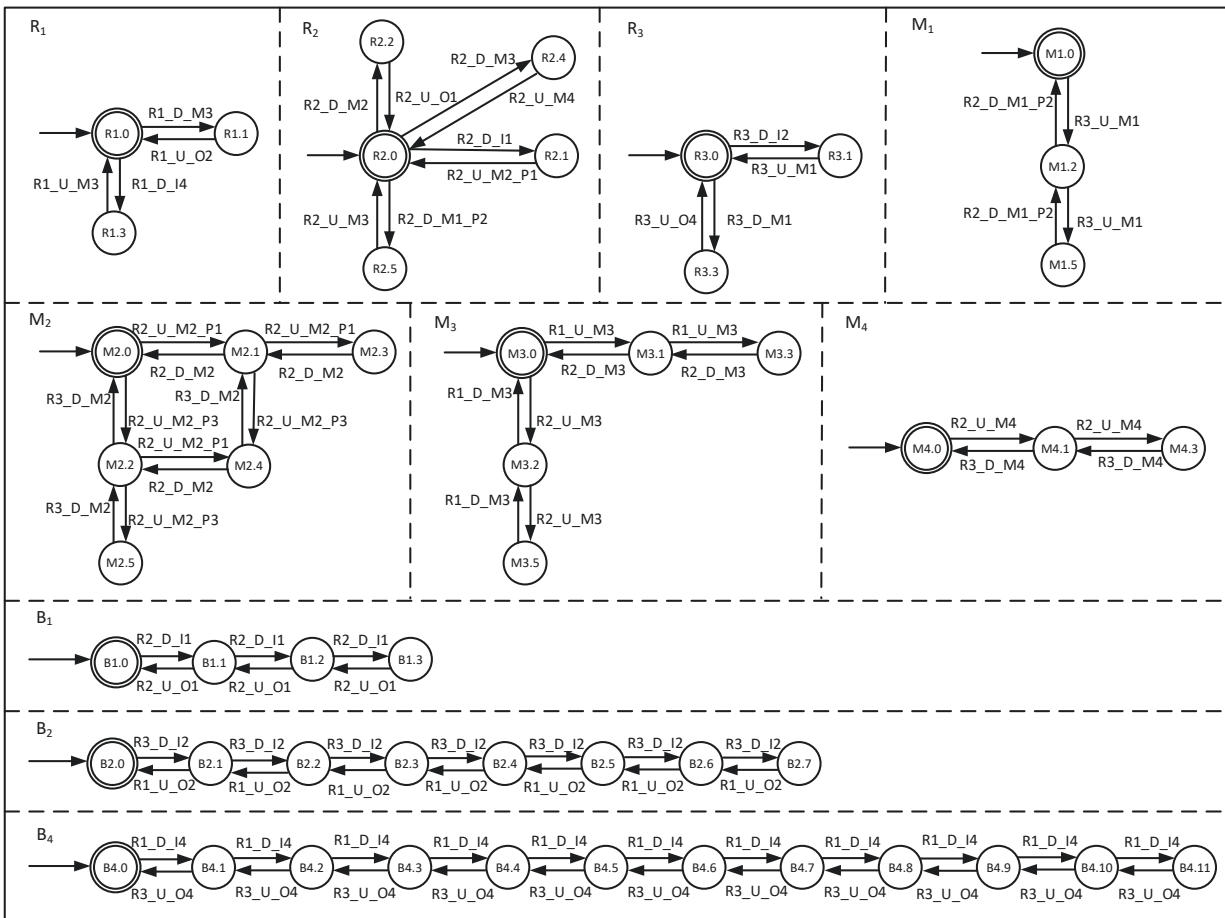 R1
R2
R3
M1
R2.2
R2.4
M1.0
R2_D_M3
R2_U_O1
R2_U_M4
R2_D_M2
R2_D_M1_P2
R3_U_M1
R1.0
R1_D_M3
R1.1
R1_U_O2
R2.0
R2_D_I1
R2.1
R2_U_M2_P1
R3.0
R3_D_I2
R3.1
R3_U_M1
M1.2
R1_U_M3
R1_D_I4
R2_U_M3
R2_D_M1_P2
R3_U_O4
R3_D_M1
R2_D_M1_P2
R3_U_M1
R1.3
R2.5
R3.3
M1.5
M2
M3
M4
R2_U_M2_P1
R2_U_M2_P1
M2.0
M2.1
M2.3
R2_D_M2
R2_D_M2
R3_D_M2
R3_D_M2
R2_U_M2_P3
R2_U_M2_P3
R2_U_M2_P1
M2.2
M2.4
R2_D_M2
R3_D_M2
R2_U_M2_P3
M2.5
R1_U_M3
R1_U_M3
M3.0
M3.1
M3.3
R2_D_M3
R2_D_M3
R1_D_M3
R2_U_M3
M3.2
R1_D_M3
R2_U_M3
M3.5
R2_U_M4
R2_U_M4
M4.0
M4.1
M4.3
R3_D_M4
R3_D_M4
B1
R2_D_I1 R2_D_I1 R2_D_I1
B1.0 B1.1 B1.2 B1.3
R2_U_O1 R2_U_O1 R2_U_O1
B2
R3_D_I2 R3_D_I2 R3_D_I2 R3_D_I2 R3_D_I2 R3_D_I2 R3_D_I2
B2.0 B2.1 B2.2 B2.3 B2.4 B2.5 B2.6 B2.7
R1_U_O2 R1_U_O2 R1_U_O2 R1_U_O2 R1_U_O2 R1_U_O2 R1_U_O2
B4
R1_D_I4 R1_D_I4 R1_D_I4 R1_D_I4 R1_D_I4 R1_D_I4 R1_D_I4 R1_D_I4 R1_D_I4 R1_D_I4 R1_D_I4
B4.0 B4.1 B4.2 B4.3 B4.4 B4.5 B4.6 B4.7 B4.8 B4.9 B4.10 B4.11
R3_U_O4 R3_U_O4 R3_U_O4 R3_U_O4 R3_U_O4 R3_U_O4 R3_U_O4 R3_U_O4 R3_U_O4 R3_U_O4 R3_U_O4